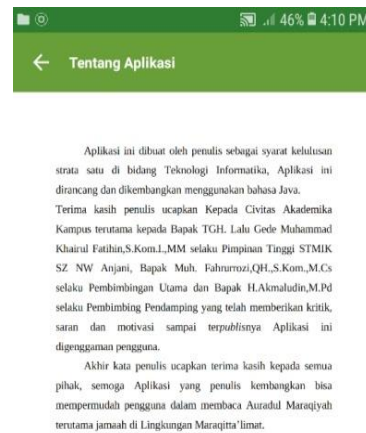 46% 4:10 PM
Tentang Aplikasi
Aplikasi ini dibuat oleh penulis sebagai syarat kelulusan
strata satu di bidang Teknologi Informatika, Aplikasi ini
dirancang dan dikembangkan menggunakan bahasa Java.
Terima kasih penulis ucapkan Kepada Civitas Akademika
Kampus terutama kepada Bapak TGH. Lalu Gede Muhammad
Khairul Fatihin,S.Kom.I.,MM selaku Pimpinan Tinggi STMIK
SZ NW Anjani, Bapak Muh. Fahrurrozi,QH.,S.Kom.,M.Cs
selaku Pembimbingan Utama dan Bapak H.Akmaludin,M.Pd
selaku Pembimbing Pendamping yang telah memberikan kritik,
saran dan motivasi sampai terpublisnya Aplikasi ini
digenggaman pengguna.
Akhir kata penulis ucapkan terima kasih kepada semua
pihak, semoga Aplikasi yang penulis kembangkan bisa
mempermudah pengguna dalam membaca Auradul Maraqiyah
terutama jamaah di Lingkungan Maraqitta'limat.